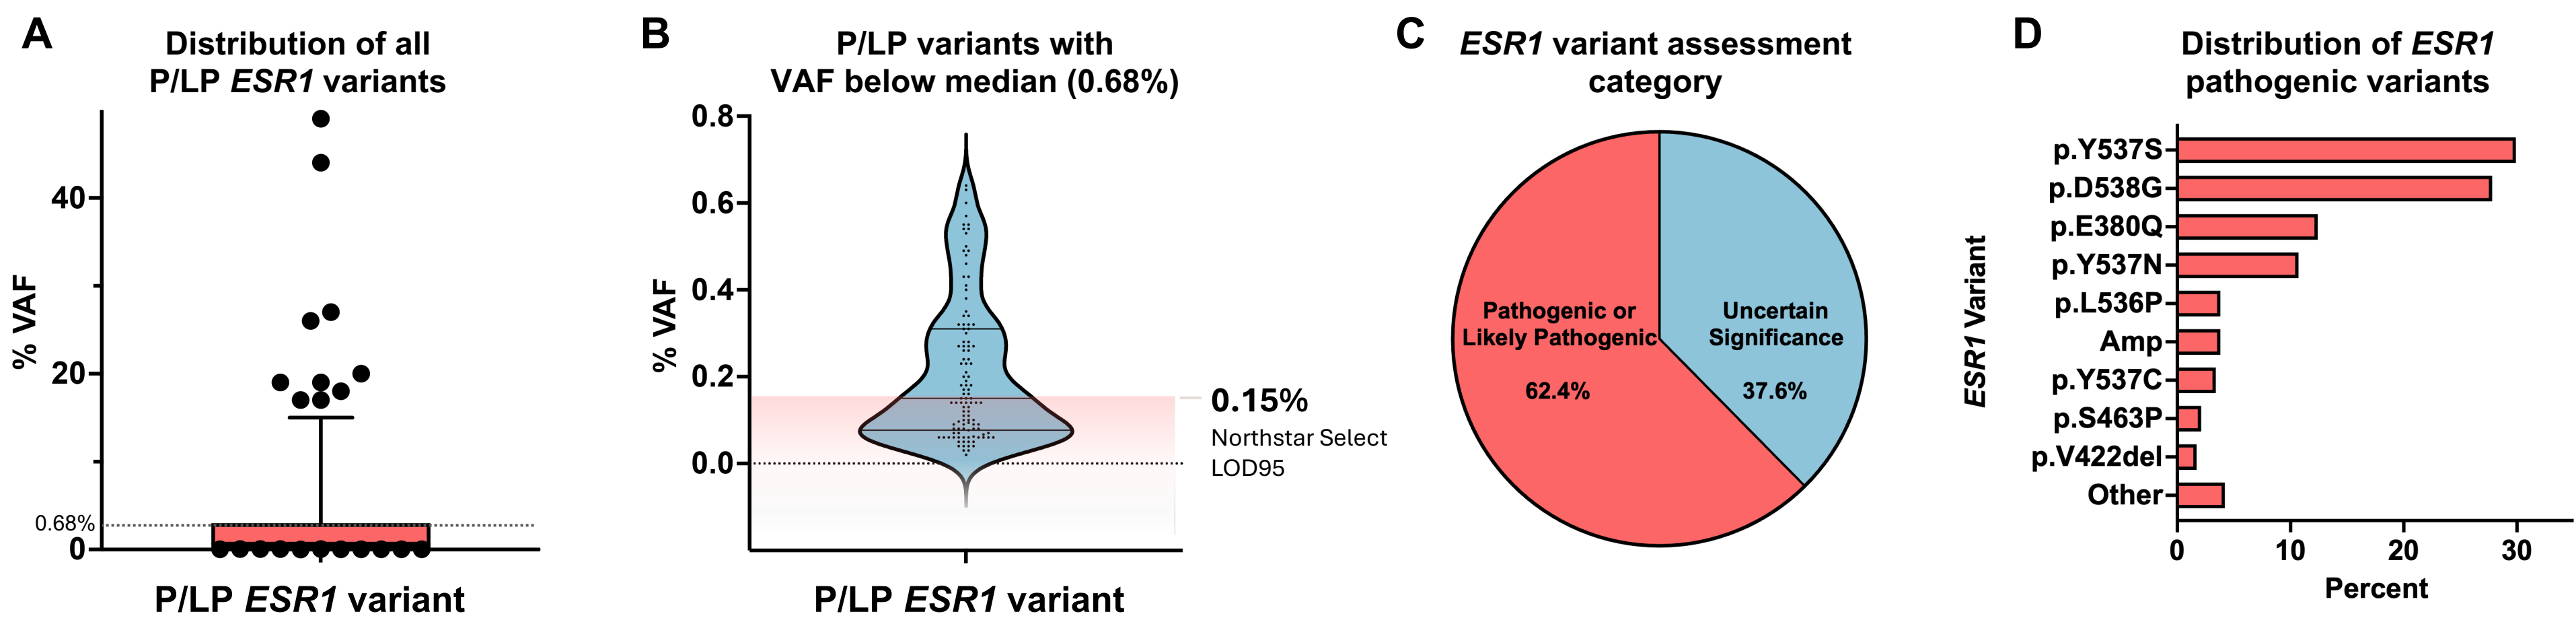 A
Distribution of all
P/LP ESR1 variants
% VAF
40
20
0.68%
0
P/LP ESR1 variant
B
P/LP variants with
VAF below median (0.68%)
% VAF
0.8
0.6
0.4
0.2
0.0
0.15%
Northstar Select
LOD95
P/LP ESR1 variant
C
ESR1 variant assessment
category
Pathogenic or
Likely Pathogenic
62.4%
Uncertain
Significance
37.6%
D
Distribution of ESR1
pathogenic variants
ESR1 Variant
p.Y537S
p.D538G
p.E380Q
p.Y537N
p.L536P
Amp
p.Y537C
p.S463P
p.V422del
Other
0 10 20 30
Percent